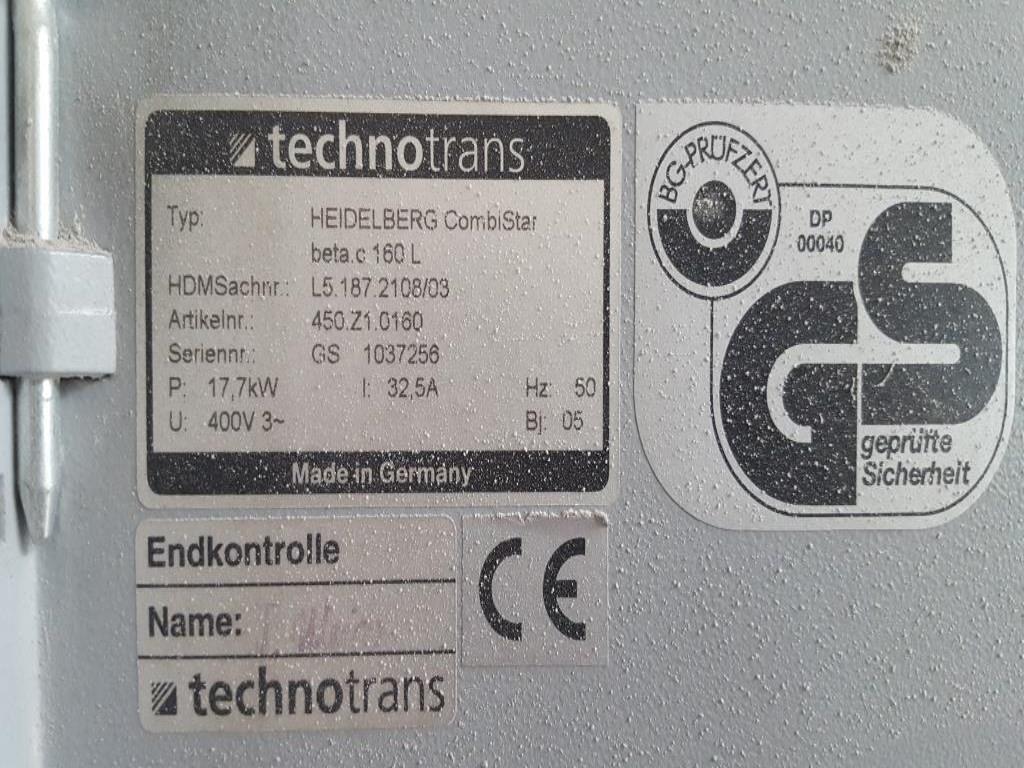 technotrans
Typ: HEIDELBERG CombiStar
beta.c 160 L
HDMSachnr.: L5.187.2108/03
Artikelnr.: 450.Z1.0160
Seriennr.: GS 1037256
P: 17,7kW I: 32,5A Hz: 50
U: 400V 3~ Bj: 05
Made in Germany
BG-PRÜFZERT
DP
00040
GS
geprüfte
Sicherheit
Endkontrolle
Name:
technotrans
CE